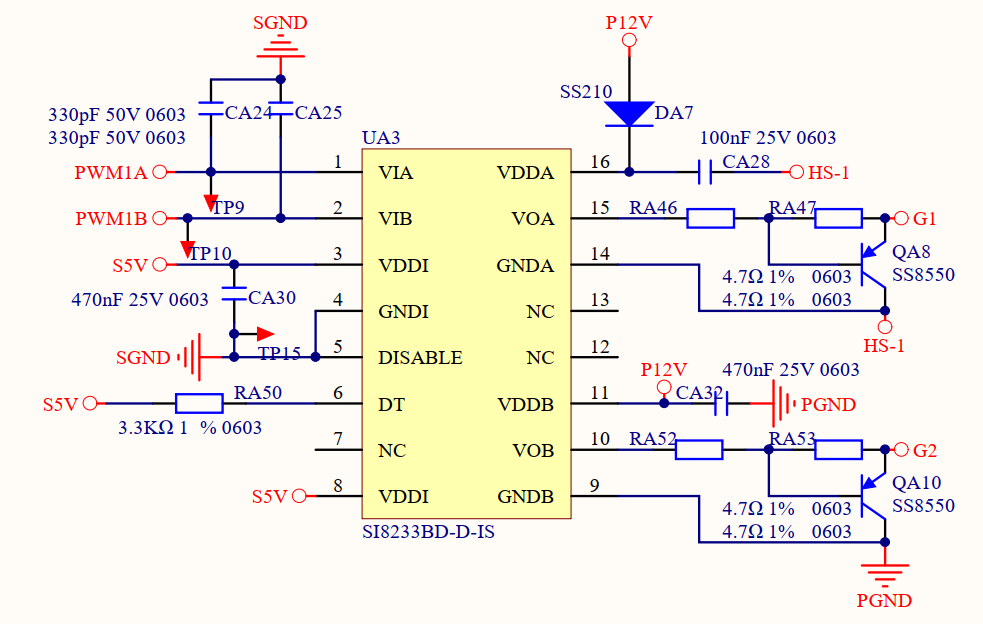 SGND
P12V
SS210
DA7
330pF 50V 0603
CA24
CA25
330pF 50V 0603
UA3
100nF 25V 0603
CA28
PWM1A
1
VIA
VDDA
16
HS-1
TP9
PWM1B
2
VIB
VOA
15
RA46
RA47
G1
TP10
S5V
3
VDDI
GNDA
14
QA8
SS8550
4.7Ω 1% 0603
4.7Ω 1% 0603
470nF 25V 0603
CA30
4
GNDI
NC
13
HS-1
TP15
SGND
5
DISABLE
NC
12
P12V
470nF 25V 0603
CA32
S5V
RA50
6
DT
VDDB
11
PGND
3.3KΩ 1 % 0603
7
NC
VOB
10
RA52
RA53
G2
S5V
8
VDDI
GNDB
9
QA10
SS8550
4.7Ω 1% 0603
4.7Ω 1% 0603
SI8233BD-D-IS
PGND